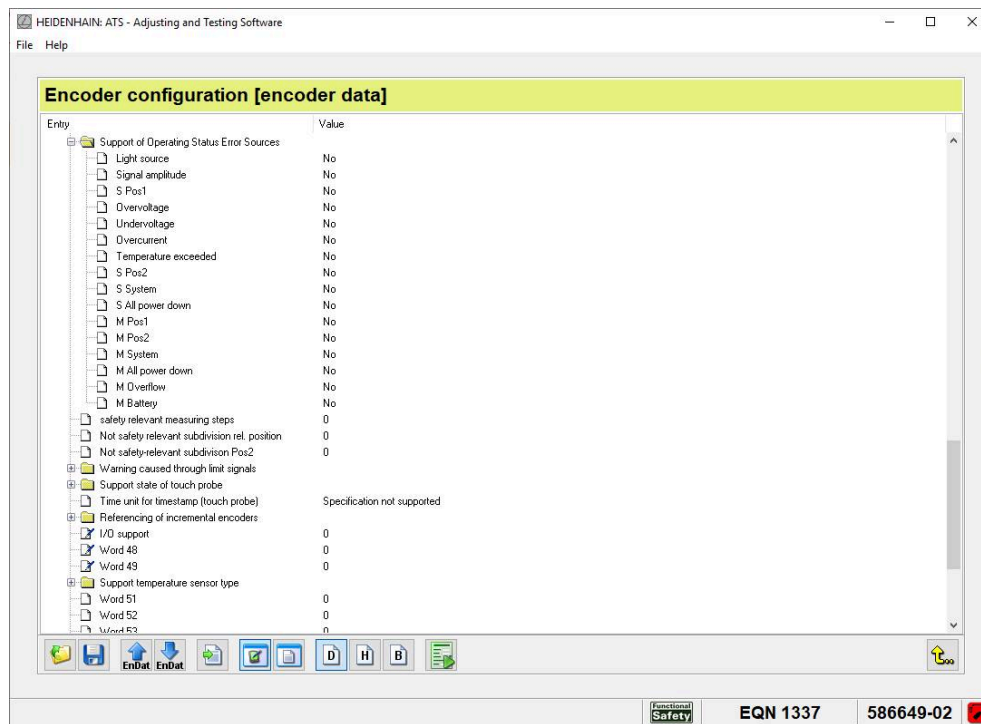 HEIDENHAIN: ATS - Adjusting and Testing Software
File Help
Encoder configuration [encoder data]
Entry Value
Support of Operating Status Error Sources
Light source No
Signal amplitude No
S Pos1 No
Overvoltage No
Undervoltage No
Overcurrent No
Temperature exceeded No
S Pos2 No
S System No
S All power down No
M Pos1 No
M Pos2 No
M System No
M All power down No
M Overflow No
M Battery No
safety relevant measuring steps 0
Not safety relevant subdivision rel. position 0
Not safety-relevant subdivison Pos2 0
Warning caused through limit signals
Support state of touch probe
Time unit for timestamp (touch probe) Specification not supported
Referencing of incremental encoders
I/O support 0
Word 48 0
Word 49 0
Support temperature sensor type
Word 51 0
Word 52 0
Word 53 0
EnDat EnDat D H B
Functional Safety EQN 1337 586649-02